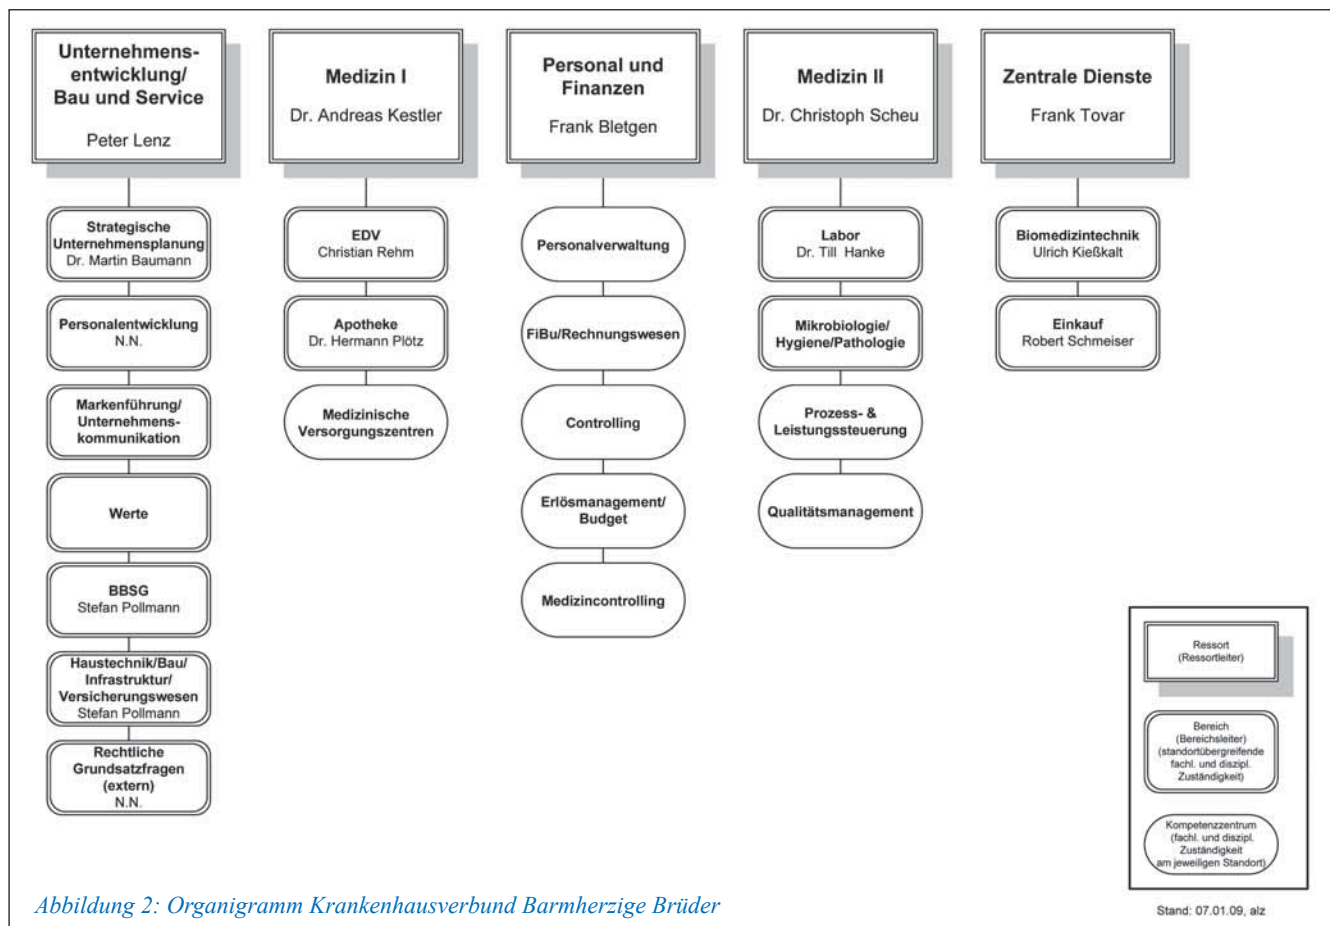 Unternehmens-
entwicklung/
Bau und Service
Peter Lenz
Strategische
Unternehmensplanung
Dr. Martin Baumann
Personalentwicklung
N.N.
Markenführung/
Unternehmens-
kommunikation
Werte
BBSG
Stefan Pollmann
Haustechnik/Bau/
Infrastruktur/
Versicherungswesen
Stefan Pollmann
Rechtliche
Grundsatzfragen
(extern)
N.N.
Medizin I
Dr. Andreas Kestler
EDV
Christian Rehm
Apotheke
Dr. Hermann Plötz
Medizinische
Versorgungszentren
Personal und
Finanzen
Frank Bletgen
Personalverwaltung
FiBu/Rechnungswesen
Controlling
Erlösmanagement/
Budget
Medizincontrolling
Medizin II
Dr. Christoph Scheu
Labor
Dr. Till Hanke
Mikrobiologie/
Hygiene/Pathologie
Prozess- &
Leistungssteuerung
Qualitätsmanagement
Zentrale Dienste
Frank Tovar
Biomedizintechnik
Ulrich Kießkalt
Einkauf
Robert Schmeiser
Ressort
(Ressortleiter)
Bereich
(Bereichsleiter)
(standortübergreifende
fachl. und diszipl.
Zuständigkeit)
Kompetenzzentrum
(fachl. und diszipl.
Zuständigkeit
am jeweiligen Standort)
Stand: 07.01.09, alz
Abbildung 2: Organigramm Krankenhausverbund Barmherzige Brüder